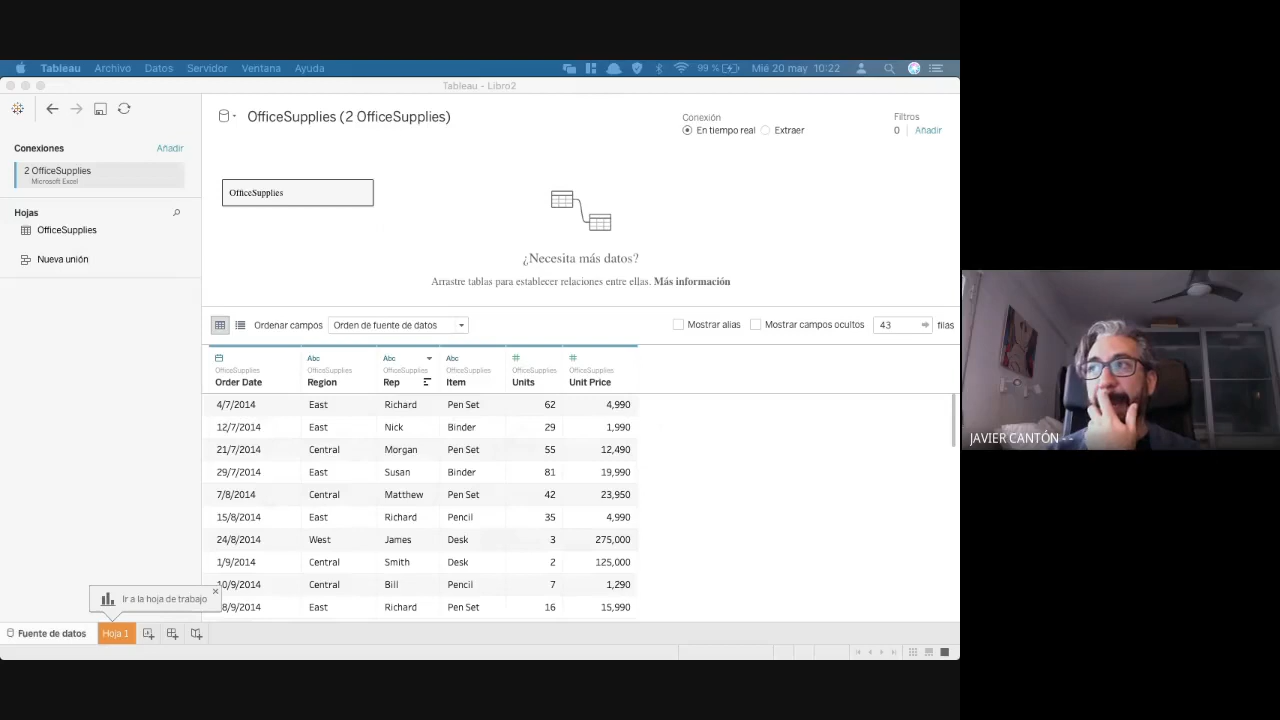 Tableau Archivo Datos Servidor Ventana Ayuda 99 % Mié 20 may 10:22
Tableau - Libro2
OfficeSupplies (2 OfficeSupplies)
Conexión
En tiempo real Extraer
Filtros
0 Añadir
Conexiones Añadir
2 OfficeSupplies
Microsoft Excel
Hojas
OfficeSupplies
Nueva unión
OfficeSupplies
¿Necesita más datos?
Arrastre tablas para establecer relaciones entre ellas. Más información
Ordenar campos Orden de fuente de datos Mostrar alias Mostrar campos ocultos 43 filas
Abc Abc Abc # #
OfficeSupplies OfficeSupplies OfficeSupplies OfficeSupplies OfficeSupplies OfficeSupplies
Order Date Region Rep Item Units Unit Price
4/7/2014 East Richard Pen Set 62 4,990
12/7/2014 East Nick Binder 29 1,990
21/7/2014 Central Morgan Pen Set 55 12,490
29/7/2014 East Susan Binder 81 19,990
7/8/2014 Central Matthew Pen Set 42 23,950
15/8/2014 East Richard Pencil 35 4,990
24/8/2014 West James Desk 3 275,000
1/9/2014 Central Smith Desk 2 125,000
10/9/2014 Central Bill Pencil 7 1,290
8/9/2014 East Richard Pen Set 16 15,990
Ir a la hoja de trabajo
Fuente de datos Hoja 1
JAVIER CANTÓN - -